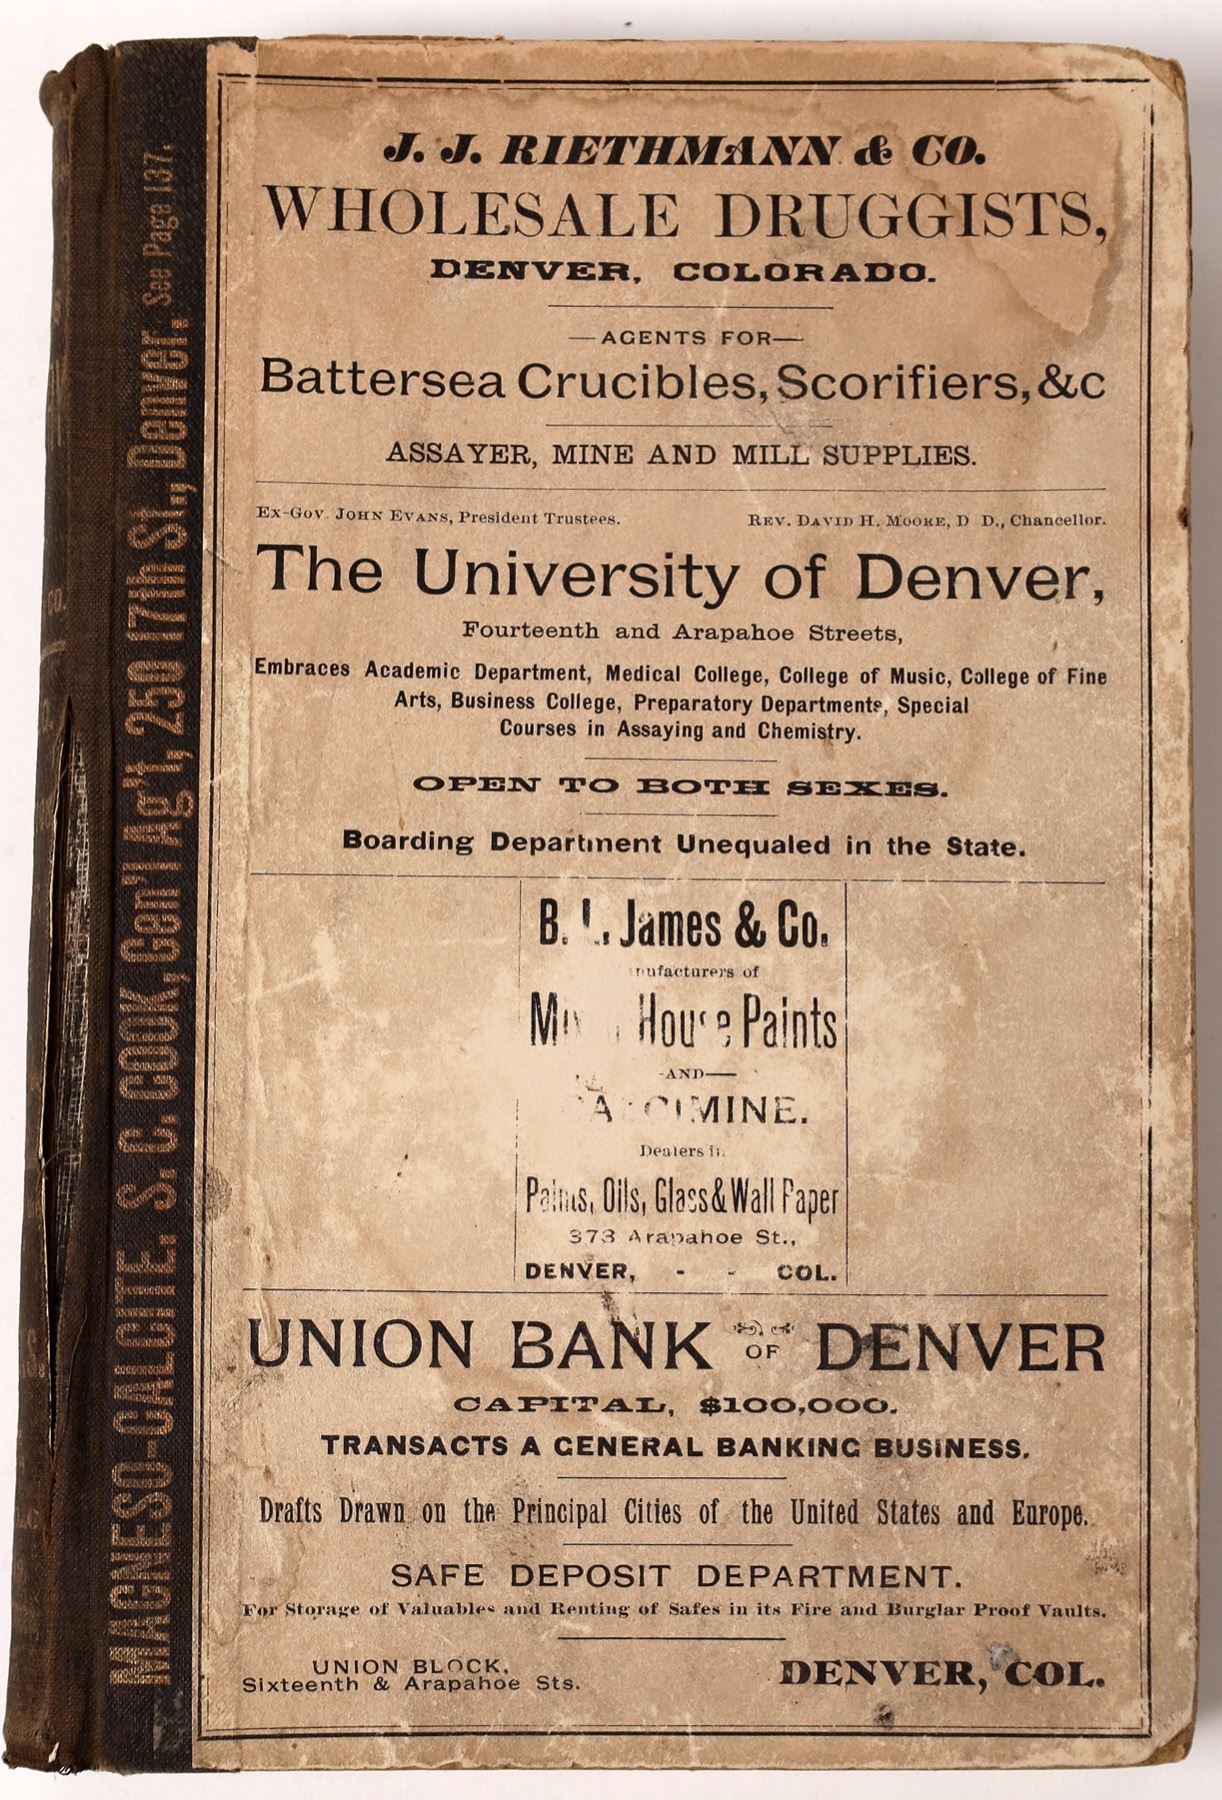 MAGNESO-CALCITE. S. C. COOK, Gen'l Ag't, 250 17th St., Denver. See Page 137.
J. J. RIETHMANN & CO.
WHOLESALE DRUGGISTS,
DENVER, COLORADO.
—AGENTS FOR—
Battersea Crucibles, Scorifiers, &c
ASSAYER, MINE AND MILL SUPPLIES.
EX-GOV. JOHN EVANS, President Trustees. REV. DAVID H. MOORE, D D., Chancellor.
The University of Denver,
Fourteenth and Arapahoe Streets,
Embraces Academic Department, Medical College, College of Music, College of Fine
Arts, Business College, Preparatory Departments, Special
Courses in Assaying and Chemistry.
OPEN TO BOTH SEXES.
Boarding Department Unequaled in the State.
B. James & Co.
of
House Paints
AND—
Dealers in
Paints, Oils, Glass & Wall Paper
373 Arapahoe St.,
DENVER, - - COL.
UNION BANK OF DENVER
CAPITAL, $100,000.
TRANSACTS A GENERAL BANKING BUSINESS.
Drafts Drawn on the Principal Cities of the United States and Europe.
SAFE DEPOSIT DEPARTMENT.
For Storage of Valuables and Renting of Safes in its Fire and Burglar Proof Vaults.
UNION BLOCK,
Sixteenth & Arapahoe Sts.
DENVER, COL.